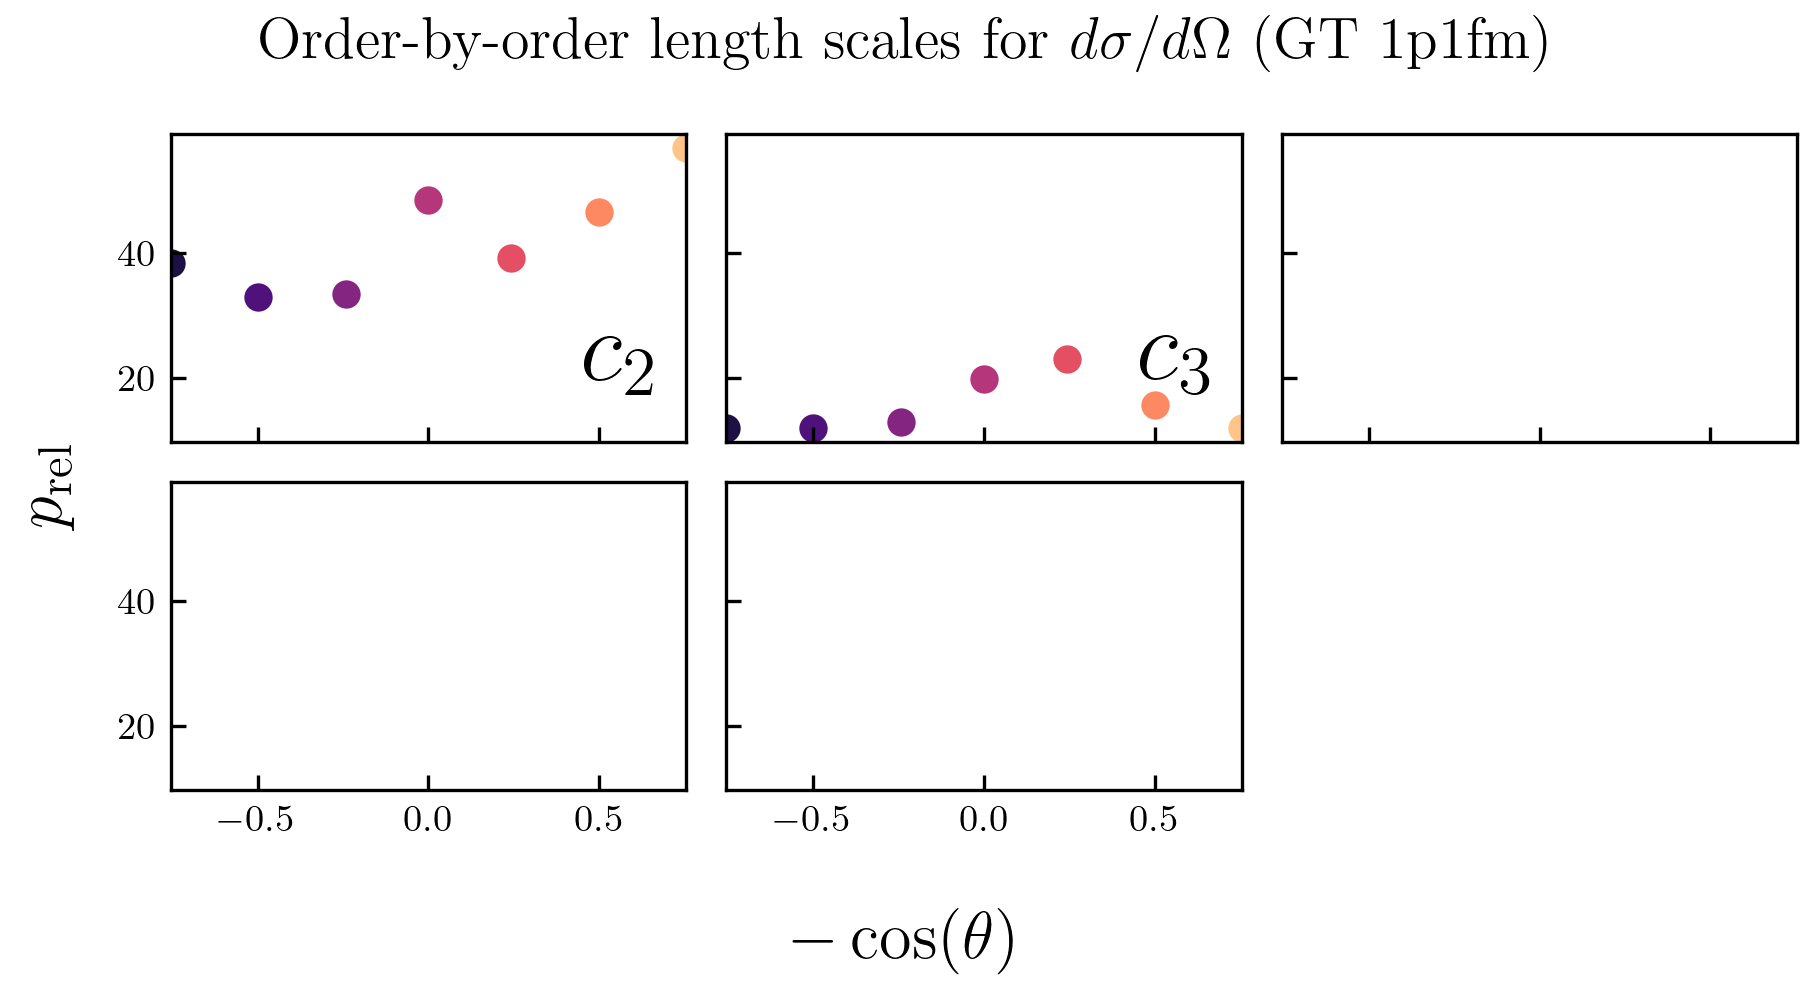 Order-by-order length scales for dσ/dΩ (GT 1p1fm)
40
20
c₂
c₃
p_rel
40
20
−0.5 0.0 0.5
−0.5 0.0 0.5
− cos(θ)